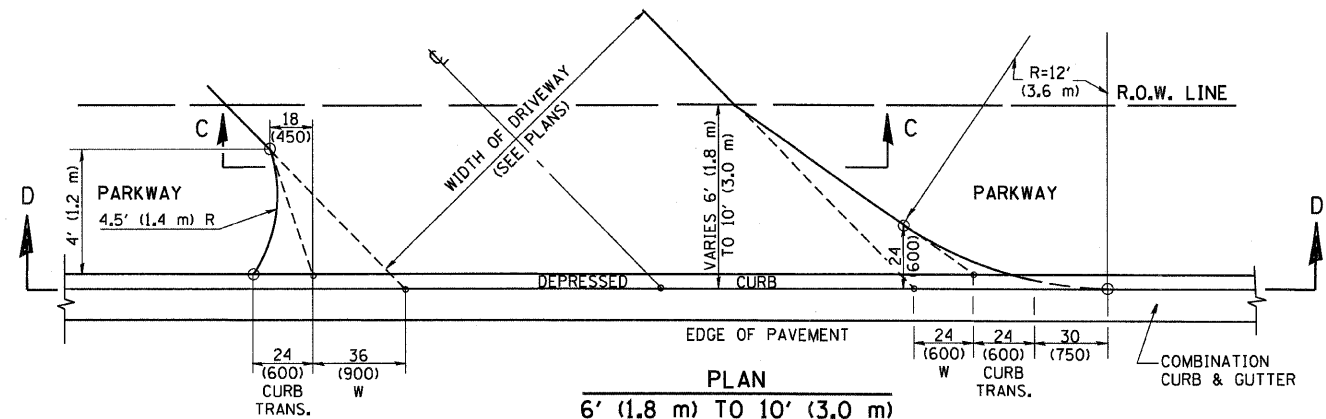 R=12'
(3.6 m)
R.O.W. LINE
℄
WIDTH OF DRIVEWAY
(SEE PLANS)
18
(450)
C
C
4' (1.2 m)
PARKWAY
4.5' (1.4 m) R
VARIES 6' (1.8 m)
TO 10' (3.0 m)
PARKWAY
24
(600)
D
D
DEPRESSED CURB
EDGE OF PAVEMENT
24
(600)
CURB
TRANS.
36
(900)
W
24
(600)
W
24
(600)
CURB
TRANS.
30
(750)
COMBINATION
CURB & GUTTER
PLAN
6' (1.8 m) TO 10' (3.0 m)